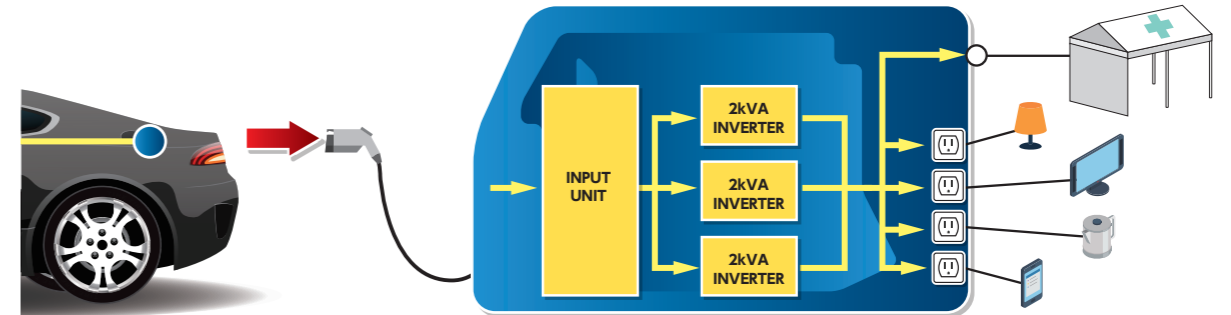 INPUT
UNIT
2kVA
INVERTER
2kVA
INVERTER
2kVA
INVERTER